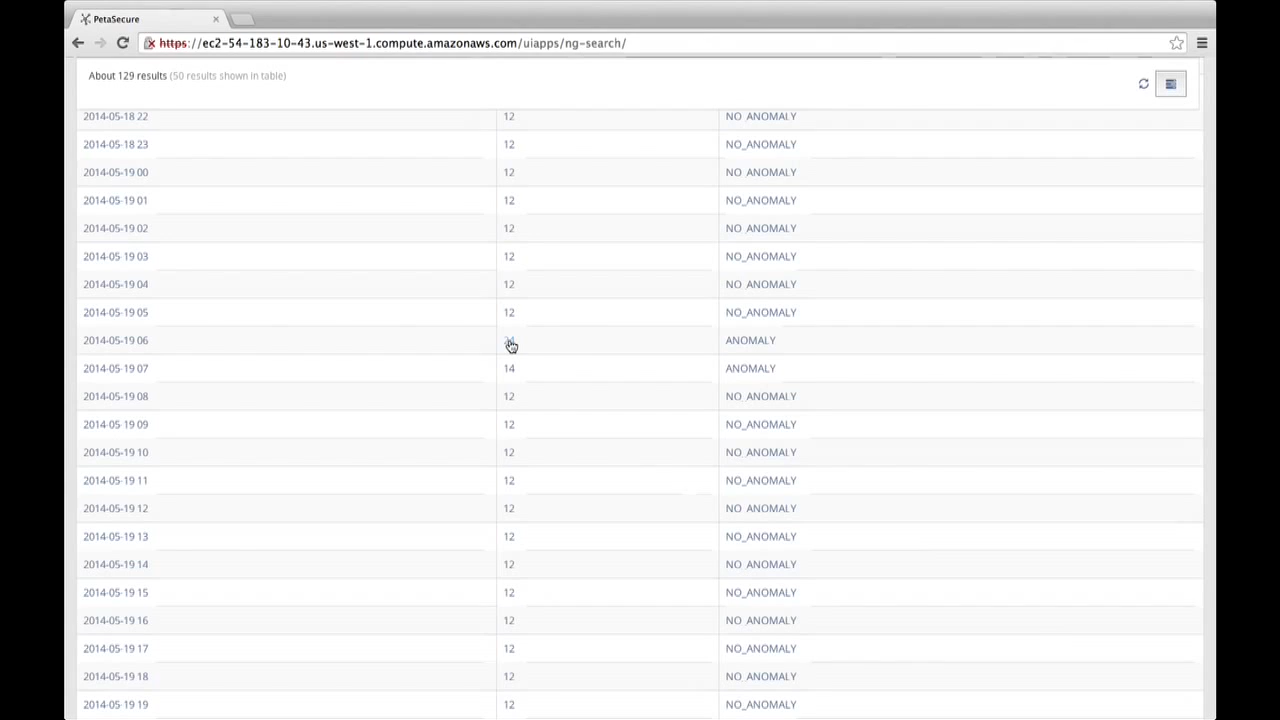 PetaSecure
https://ec2-54-183-10-43.us-west-1.compute.amazonaws.com/uiapps/ng-search/
About 129 results (50 results shown in table)
2014-05-18 22 12 NO_ANOMALY
2014-05-18 23 12 NO_ANOMALY
2014-05-19 00 12 NO_ANOMALY
2014-05-19 01 12 NO_ANOMALY
2014-05-19 02 12 NO_ANOMALY
2014-05-19 03 12 NO_ANOMALY
2014-05-19 04 12 NO_ANOMALY
2014-05-19 05 12 NO_ANOMALY
2014-05-19 06 ANOMALY
2014-05-19 07 14 ANOMALY
2014-05-19 08 12 NO_ANOMALY
2014-05-19 09 12 NO_ANOMALY
2014-05-19 10 12 NO_ANOMALY
2014-05-19 11 12 NO_ANOMALY
2014-05-19 12 12 NO_ANOMALY
2014-05-19 13 12 NO_ANOMALY
2014-05-19 14 12 NO_ANOMALY
2014-05-19 15 12 NO_ANOMALY
2014-05-19 16 12 NO_ANOMALY
2014-05-19 17 12 NO_ANOMALY
2014-05-19 18 12 NO_ANOMALY
2014-05-19 19 12 NO_ANOMALY